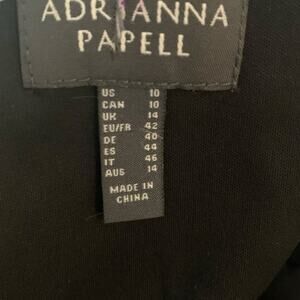 ADRIANNA
PAPELL
US 10
CAN 10
UK 14
EU/FR 42
DE 40
ES 44
IT 46
AUS 14
MADE IN
CHINA